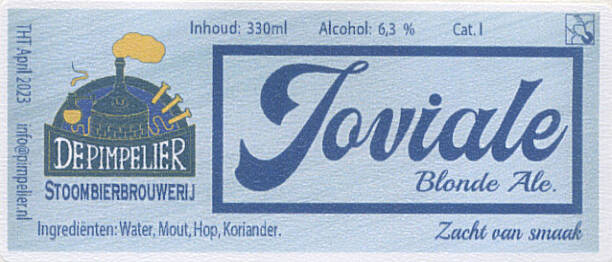 Inhoud: 330ml Alcohol: 6,3 % Cat. I
THT April 2023 info@pimpelier.nl
DE PIMPELIER
STOOMBIERBROUWERIJ
Joviale
Blonde Ale.
Ingrediënten: Water, Mout, Hop, Koriander.
Zacht van smaak